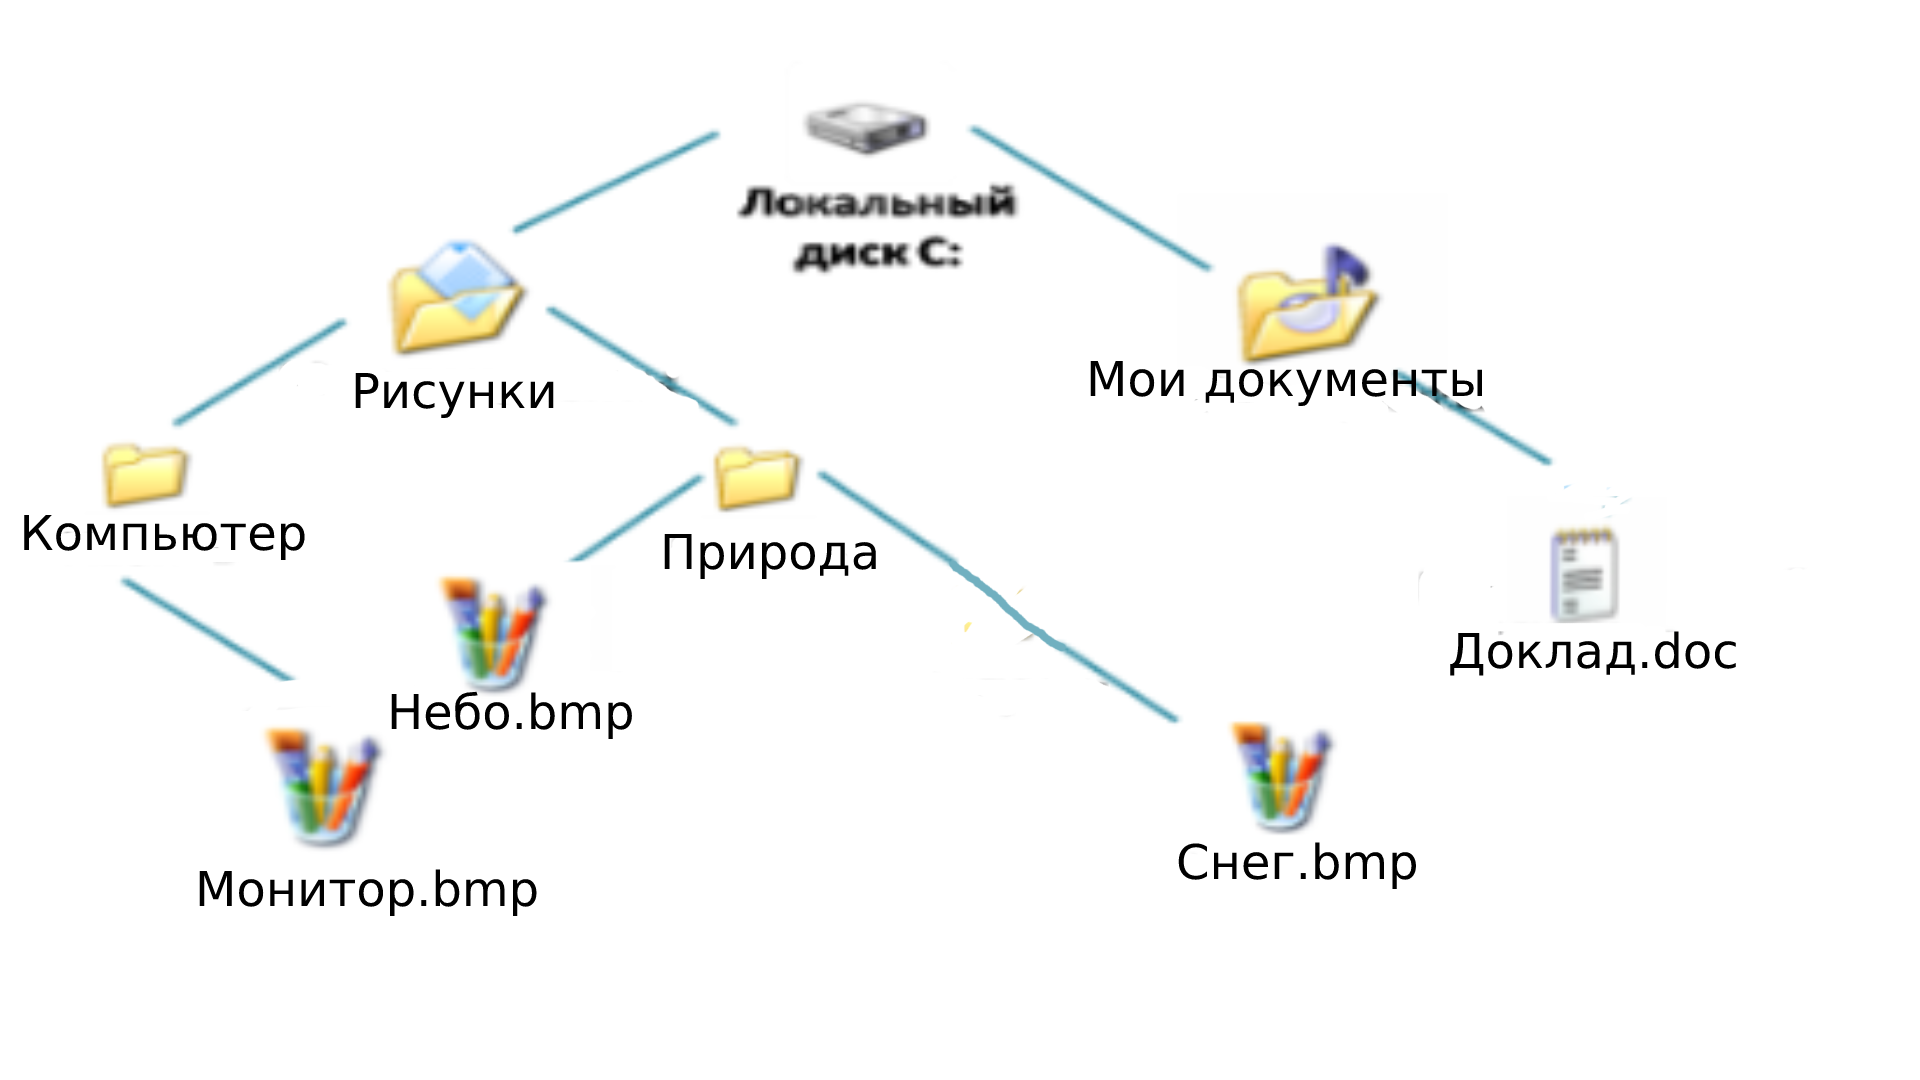 Локальный
диск C:
Рисунки
Мои документы
Компьютер
Природа
Небо.bmp
Доклад.doc
Монитор.bmp
Снег.bmp